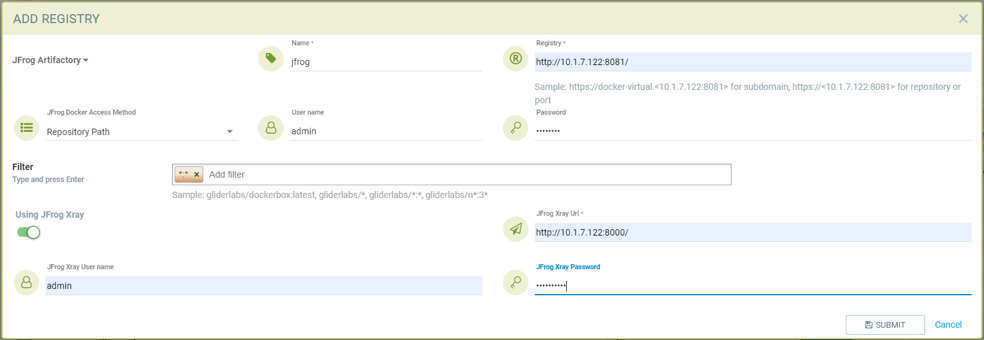 ADD REGISTRY
JFrog Artifactory
Name *
jfrog
Registry *
http://10.1.7.122:8081/
Sample: https://docker-virtual.<10.1.7.122:8081> for subdomain, https://<10.1.7.122:8081> for repository or
port
JFrog Docker Access Method
Repository Path
User name
admin
Password
••••••••
Filter
Type and press Enter
*:* ×
Add filter
Sample: gliderlabs/dockerbox:latest, gliderlabs/*, gliderlabs/*:*, gliderlabs/n*:3*
Using JFrog Xray
JFrog Xray Url *
http://10.1.7.122:8000/
JFrog Xray User name
admin
JFrog Xray Password
••••••••••
SUBMIT
Cancel